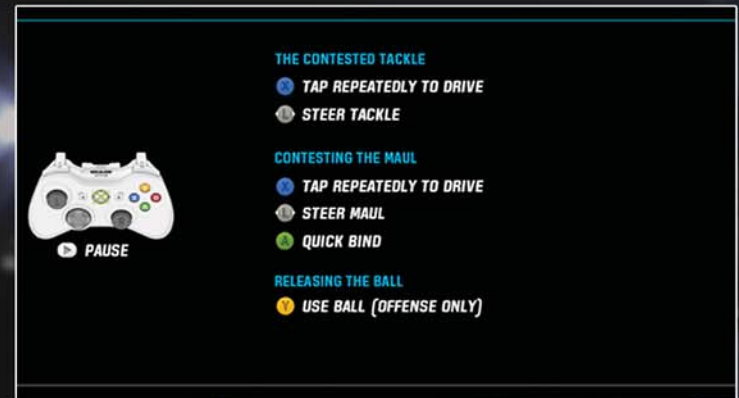 THE CONTESTED TACKLE
X TAP REPEATEDLY TO DRIVE
L STEER TACKLE
CONTESTING THE MAUL
X TAP REPEATEDLY TO DRIVE
L STEER MAUL
A QUICK BIND
PAUSE
RELEASING THE BALL
Y USE BALL (OFFENSE ONLY)